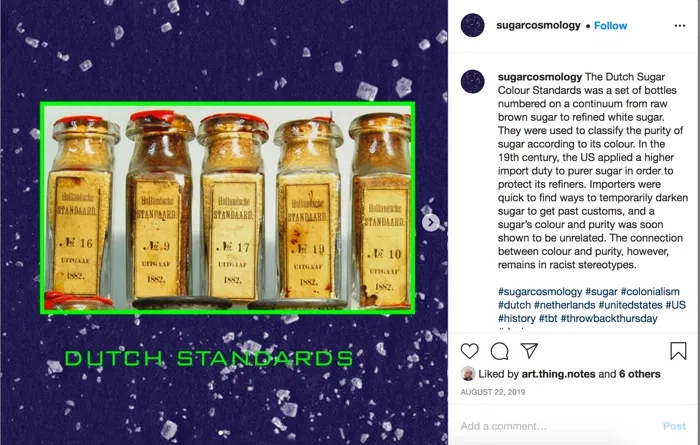 Hollandsche
STANDAARD.
№ 16
UITGAAF
1882.
Hollandsche
STANDAARD.
№ 9
UITGAAF
1882.
Hollandsche
STANDAARD.
№ 17
UITGAAF
1882.
Hollandsche
STANDAARD.
№ 19
UITGAAF
1882.
Hollandsche
STANDAARD.
№ 10
UITGAAF
1882.
DUTCH STANDARDS
sugarcosmology • Follow
sugarcosmology The Dutch Sugar
Colour Standards was a set of bottles
numbered on a continuum from raw
brown sugar to refined white sugar.
They were used to classify the purity of
sugar according to its colour. In the
19th century, the US applied a higher
import duty to purer sugar in order to
protect its refiners. Importers were
quick to find ways to temporarily darken
sugar to get past customs, and a
sugar's colour and purity was soon
shown to be unrelated. The connection
between colour and purity, however,
remains in racist stereotypes.
#sugarcosmology #sugar #colonialism
#dutch #netherlands #unitedstates #US
#history #tbt #throwbackthursday
Liked by art.thing.notes and 6 others
AUGUST 22, 2019
Add a comment...
Post